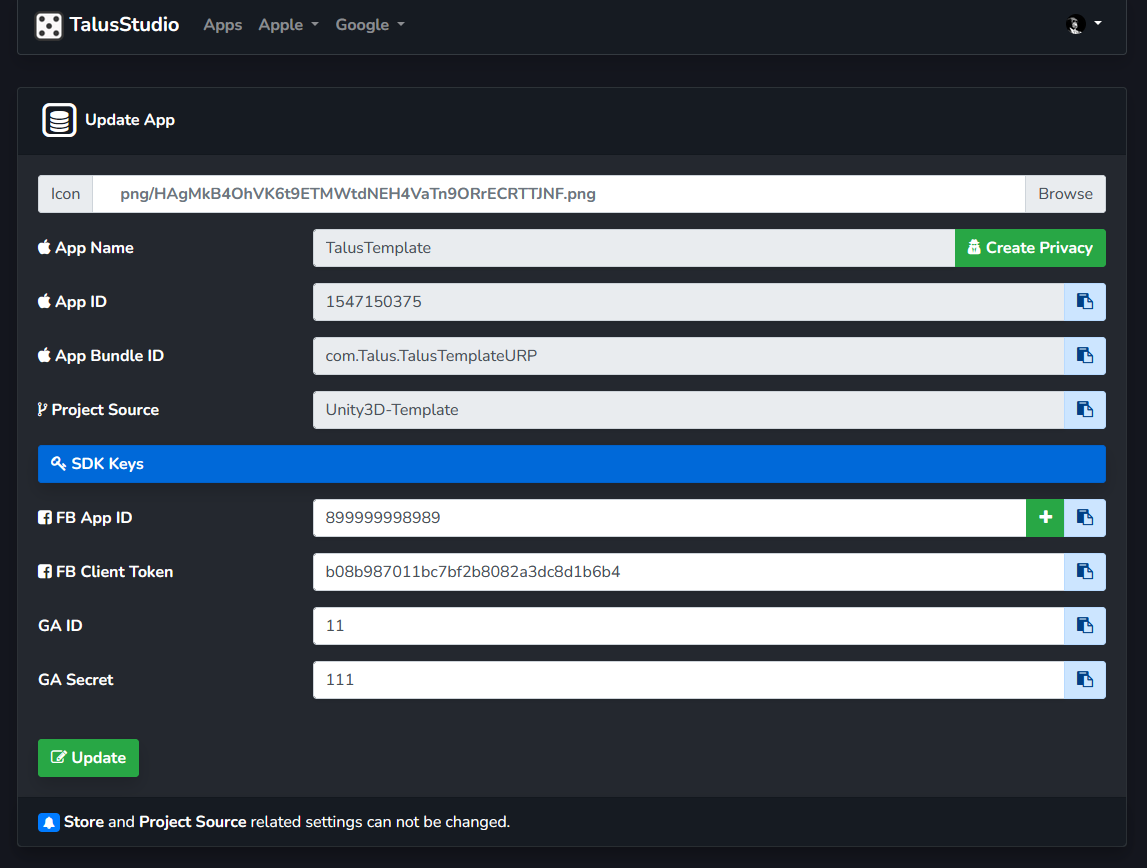 TalusStudio Apps Apple Google
Update App
Icon png/HAgMkB4OhVK6t9ETMWtdNEH4VaTn9ORrECRTTJNF.png Browse
App Name TalusTemplate Create Privacy
App ID 1547150375
App Bundle ID com.Talus.TalusTemplateURP
Project Source Unity3D-Template
SDK Keys
FB App ID 899999998989
FB Client Token b08b987011bc7bf2b8082a3dc8d1b6b4
GA ID 11
GA Secret 111
Update
Store and Project Source related settings can not be changed.